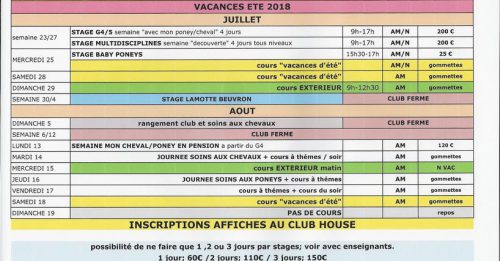 VACANCES ETE 2018
JUILLET
semaine 23/27 STAGE G4/5 semaine "avec mon poney/cheval" 4 jours 9h-17h AM/N 200 €
STAGE MULTIDISCIPLINES semaine "decouverte" 4 jours tous niveaux 9h-17h AM/N 200 €
MERCREDI 25 STAGE BABY PONEYS 15h30-17h AM/N 25 €
cours "vacances d'été" AM/N gommettes
SAMEDI 28 cours "vacances d'été" AM gommettes
DIMANCHE 29 cours EXTERIEUR 9h-12h30 AM gommettes
SEMAINE 30/4 STAGE LAMOTTE BEUVRON CLUB FERME
AOUT
DIMANCHE 5 rangement club et soins aux chevaux CLUB FERME
SEMAINE 6/12 CLUB FERME
LUNDI 13 SEMAINE MON CHEVAL/PONEY EN PENSION a partir du G4 AM 120 €
MARDI 14 JOURNEE SOINS AUX CHEVAUX + cours à thèmes / soir AM gommettes
MERCREDI 15 cours EXTERIEUR matin AM N VAC
JEUDI 16 JOURNEE SOINS AUX PONEYS + cours à thèmes AM gommettes
VENDREDI 17 cours à thèmes + cours du soir AM gommettes
SAMEDI 18 cours "vacances d'été" AM gommettes
DIMANCHE 19 PAS DE COURS repos
INSCRIPTIONS AFFICHES AU CLUB HOUSE
possibilité de ne faire que 1 ,2 ou 3 jours par stages; voir avec enseignants.
1 jour; 60€ /2 jours; 110€ / 3 jours; 150€